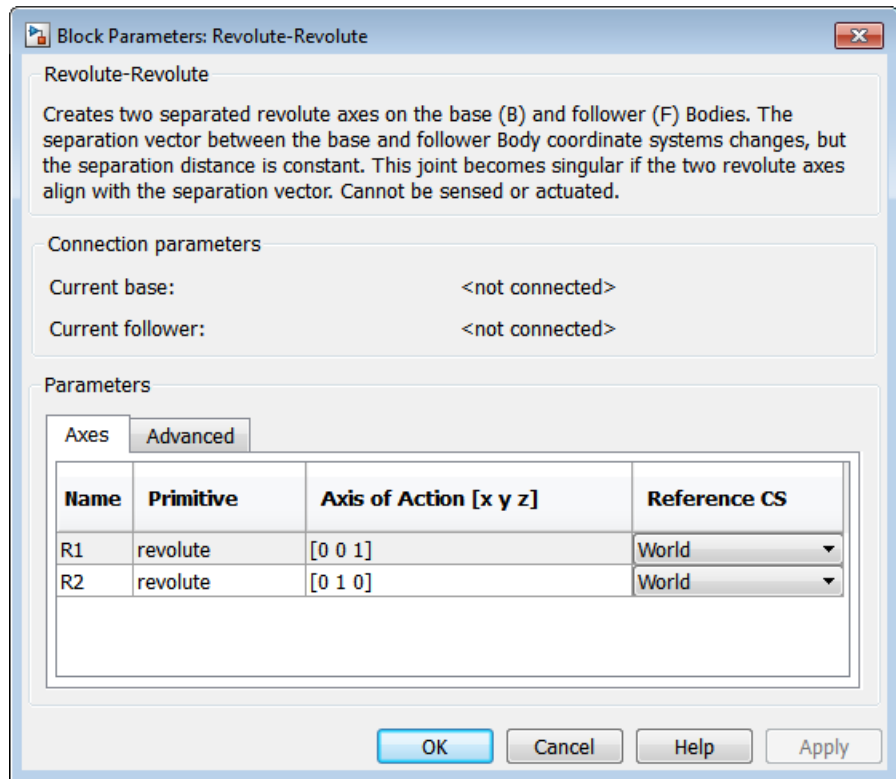 Block Parameters: Revolute-Revolute
Revolute-Revolute
Creates two separated revolute axes on the base (B) and follower (F) Bodies. The
separation vector between the base and follower Body coordinate systems changes, but
the separation distance is constant. This joint becomes singular if the two revolute axes
align with the separation vector. Cannot be sensed or actuated.
Connection parameters
Current base: <not connected>
Current follower: <not connected>
Parameters
Axes Advanced
Name Primitive Axis of Action [x y z] Reference CS
R1 revolute [0 0 1] World
R2 revolute [0 1 0] World
OK Cancel Help Apply